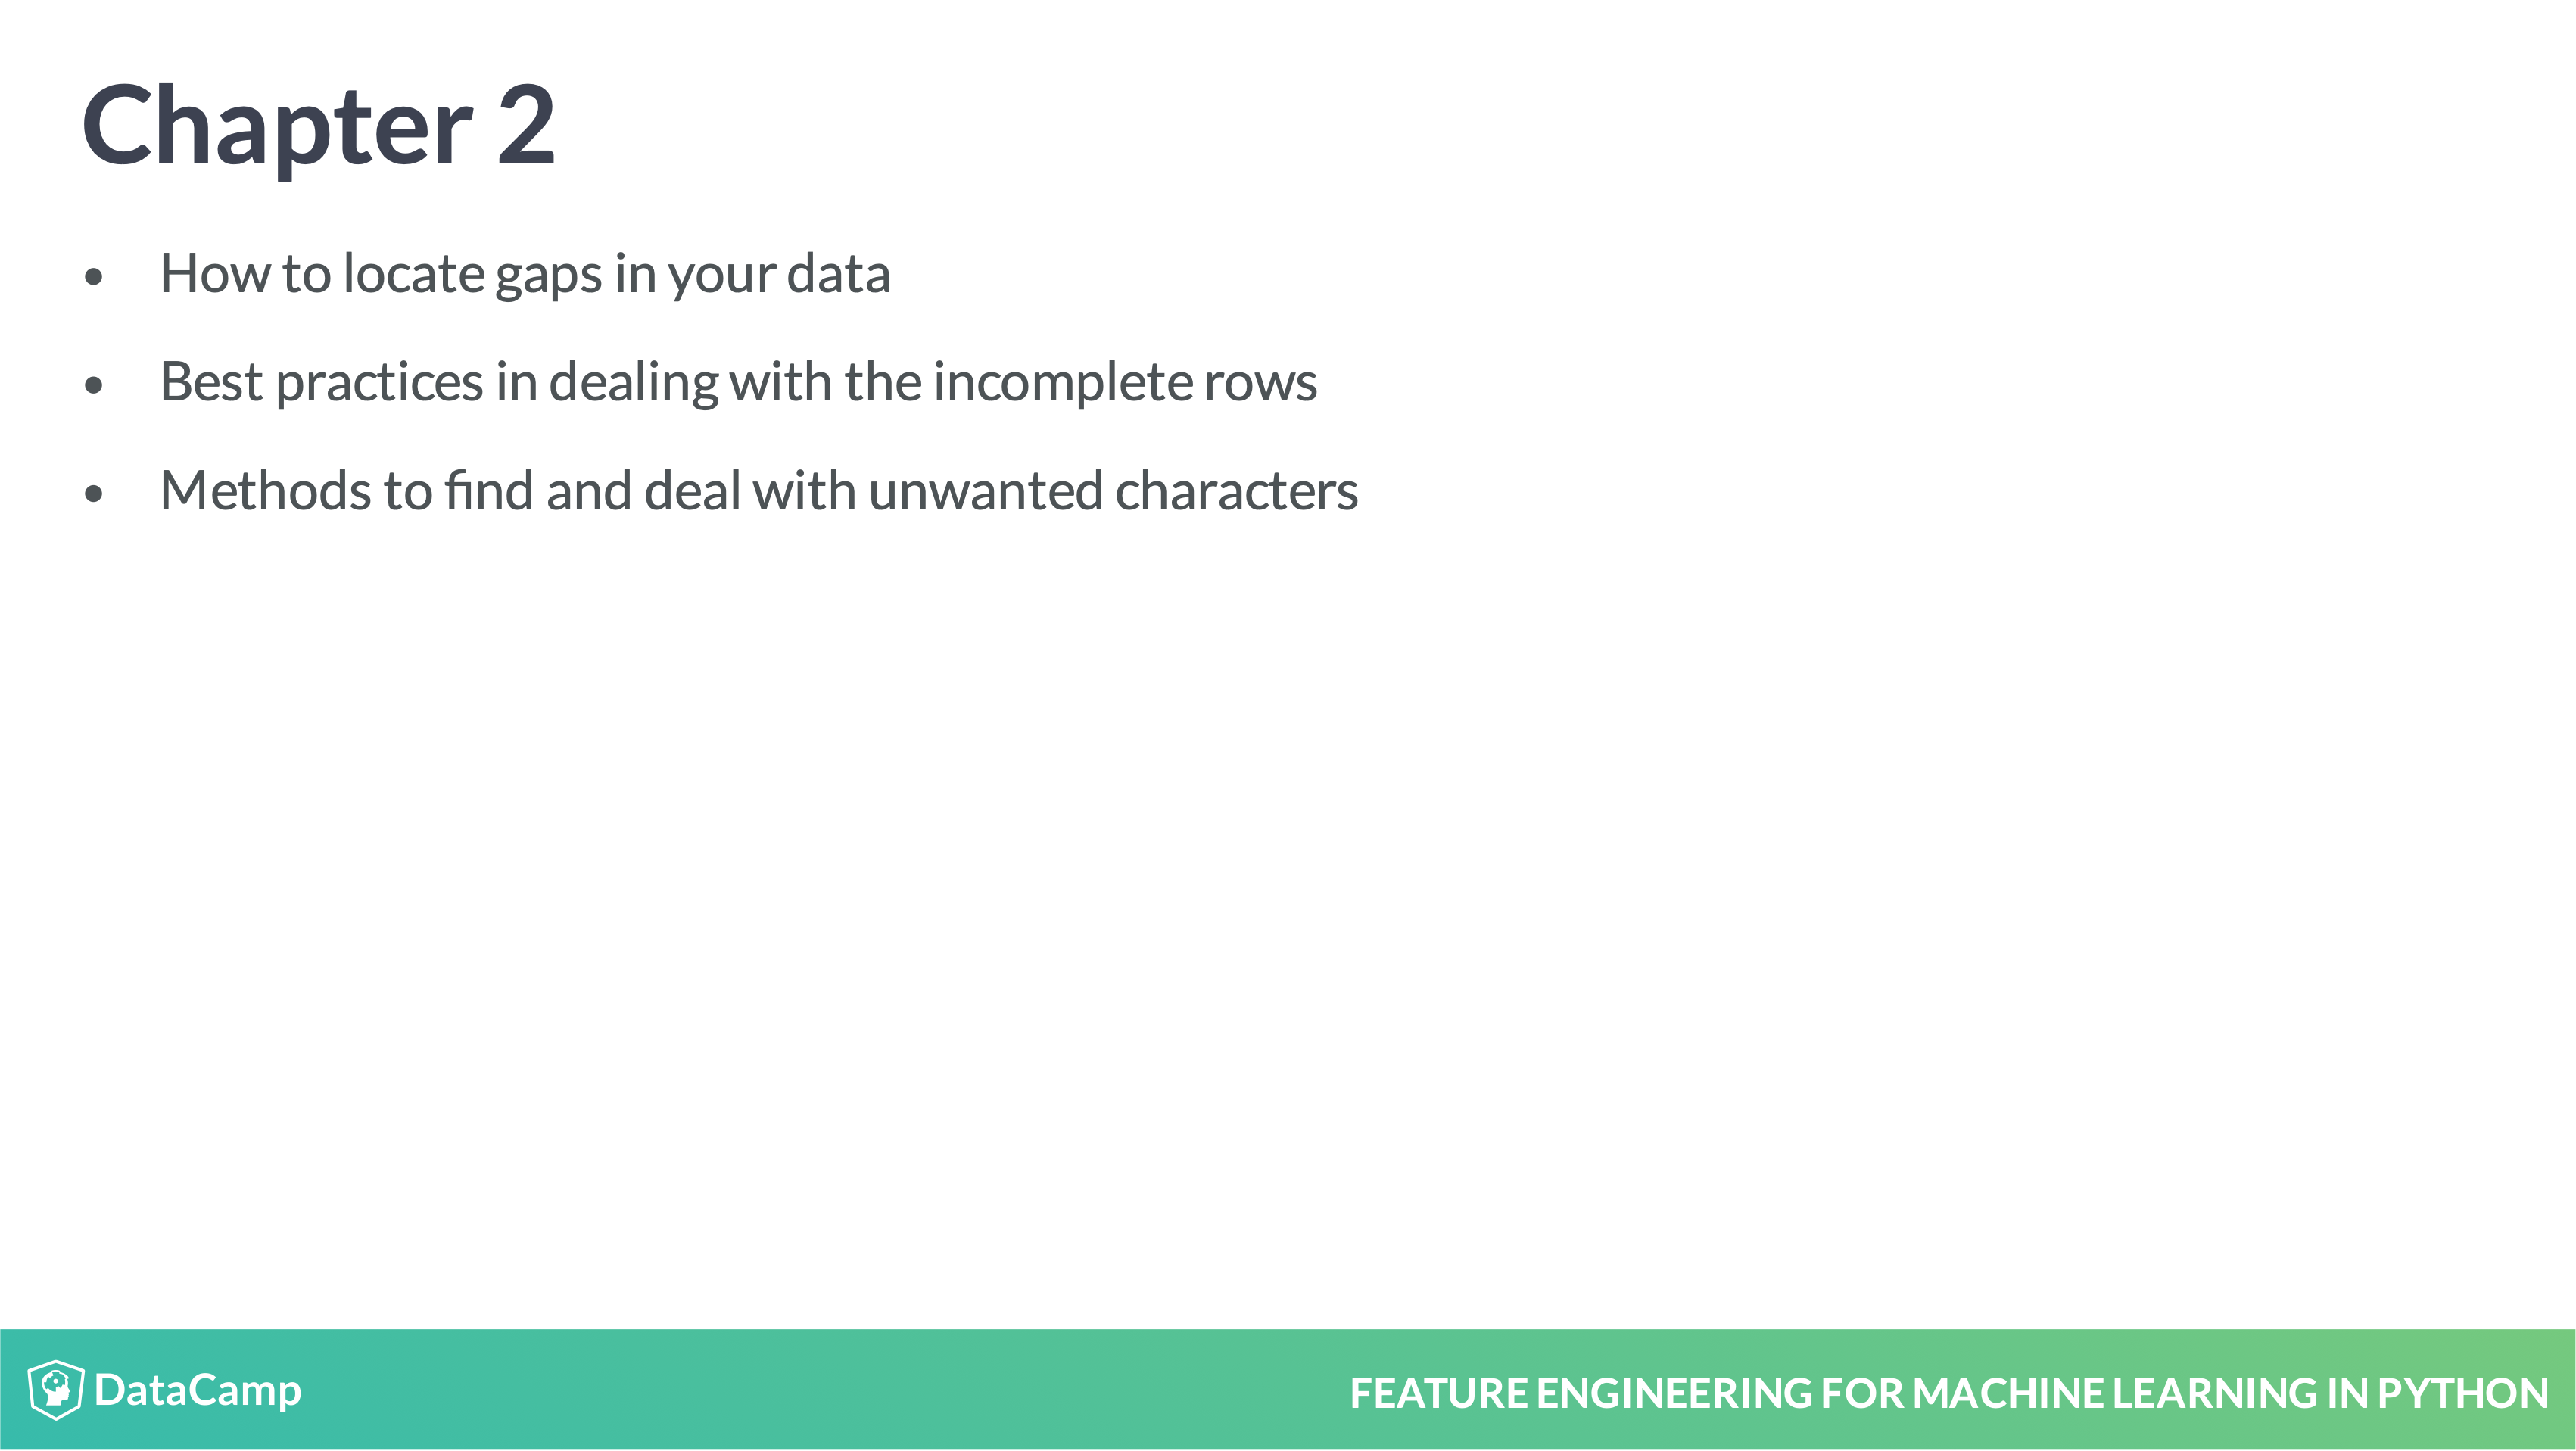 Chapter 2
• How to locate gaps in your data
• Best practices in dealing with the incomplete rows
• Methods to find and deal with unwanted characters
DataCamp
FEATURE ENGINEERING FOR MACHINE LEARNING IN PYTHON